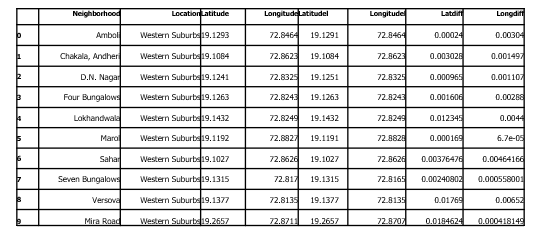 Neighborhood Location Latitude Longitude Latitude1 Longitude1 Latdiff Longdiff
0 Amboli Western Suburbs 19.1293 72.8464 19.1291 72.8464 0.00024 0.00304
1 Chakala, Andheri Western Suburbs 19.1084 72.8623 19.1084 72.8623 0.003028 0.001497
2 D.N. Nagar Western Suburbs 19.1241 72.8325 19.1251 72.8325 0.000965 0.001107
3 Four Bungalows Western Suburbs 19.1263 72.8243 19.1263 72.8243 0.001606 0.00288
4 Lokhandwala Western Suburbs 19.1432 72.8249 19.1432 72.8249 0.012345 0.0044
5 Marol Western Suburbs 19.1192 72.8827 19.1191 72.8828 0.000169 6.7e-05
6 Sahar Western Suburbs 19.1027 72.8626 19.1027 72.8626 0.00376476 0.00464166
7 Seven Bungalows Western Suburbs 19.1315 72.817 19.1315 72.8165 0.00240802 0.000558001
8 Versova Western Suburbs 19.1377 72.8135 19.1377 72.8135 0.01769 0.00652
9 Mira Road Western Suburbs 19.2657 72.8711 19.2657 72.8707 0.0184624 0.000418149